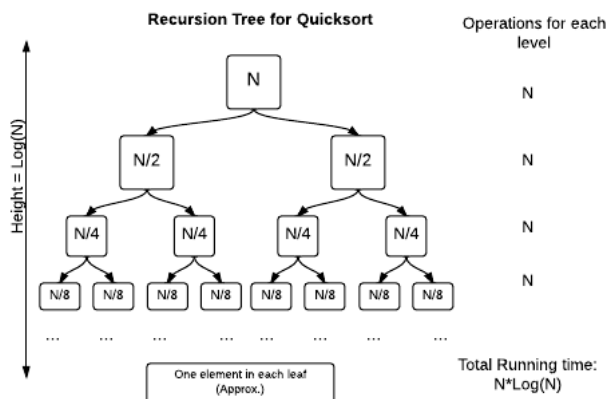 Recursion Tree for Quicksort
Operations for each
level
Height = Log(N)
N
N
N/2
N/2
N
N/4
N/4
N/4
N/4
N
N/8
N/8
N/8
N/8
N/8
N/8
N/8
N/8
N
...
...
...
...
...
...
...
...
One element in each leaf
(Approx.)
Total Running time:
N*Log(N)